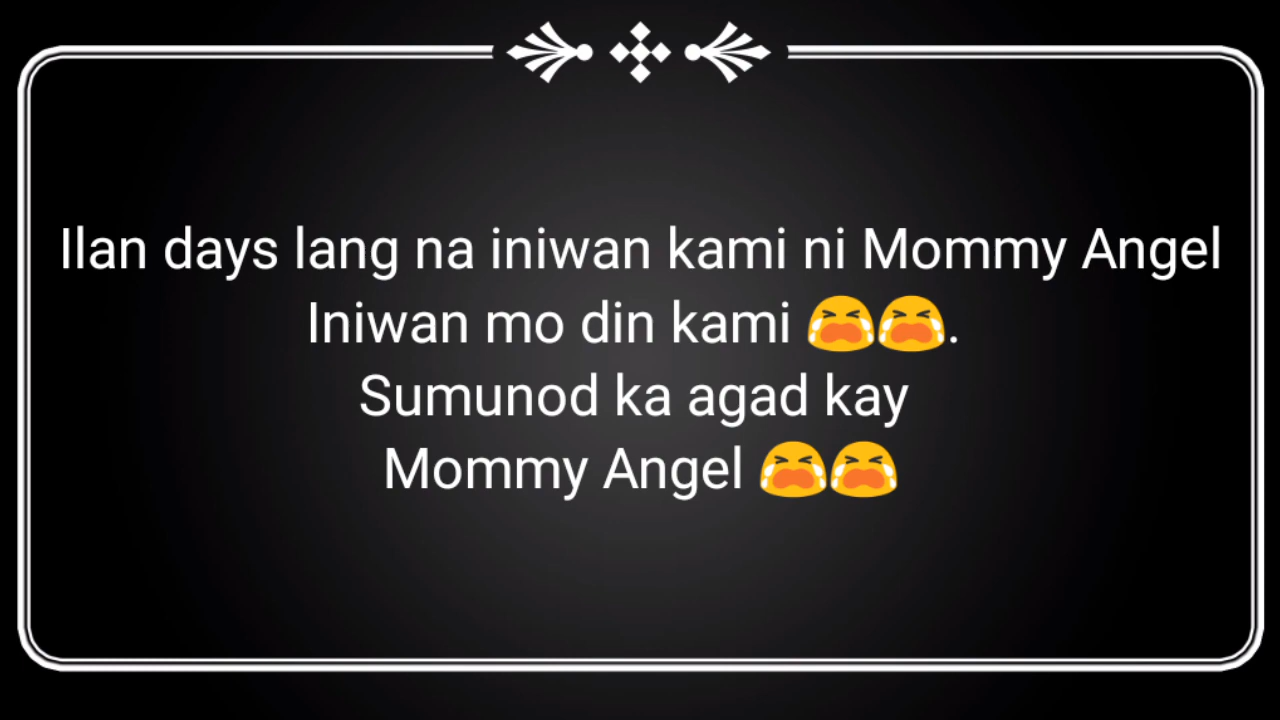 Ilan days lang na iniwan kami ni Mommy Angel
Iniwan mo din kami 😭😭.
Sumunod ka agad kay
Mommy Angel 😭😭